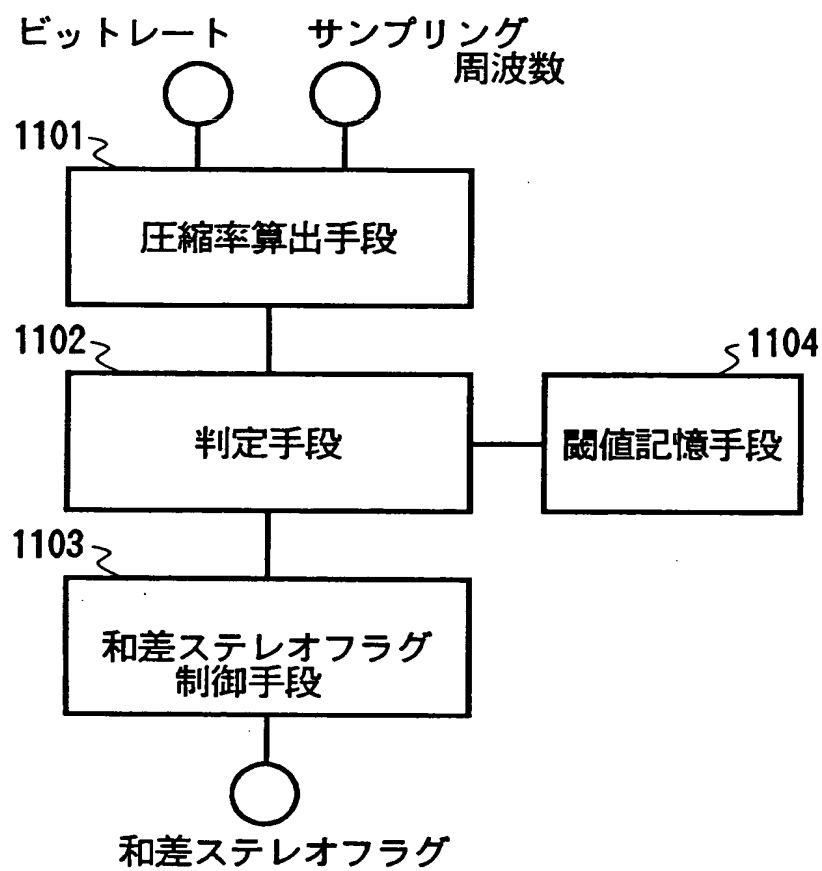 ビットレート
サンプリング
周波数
1101
圧縮率算出手段
1102
判定手段
1104
閾値記憶手段
1103
和差ステレオフラグ
制御手段
和差ステレオフラグ